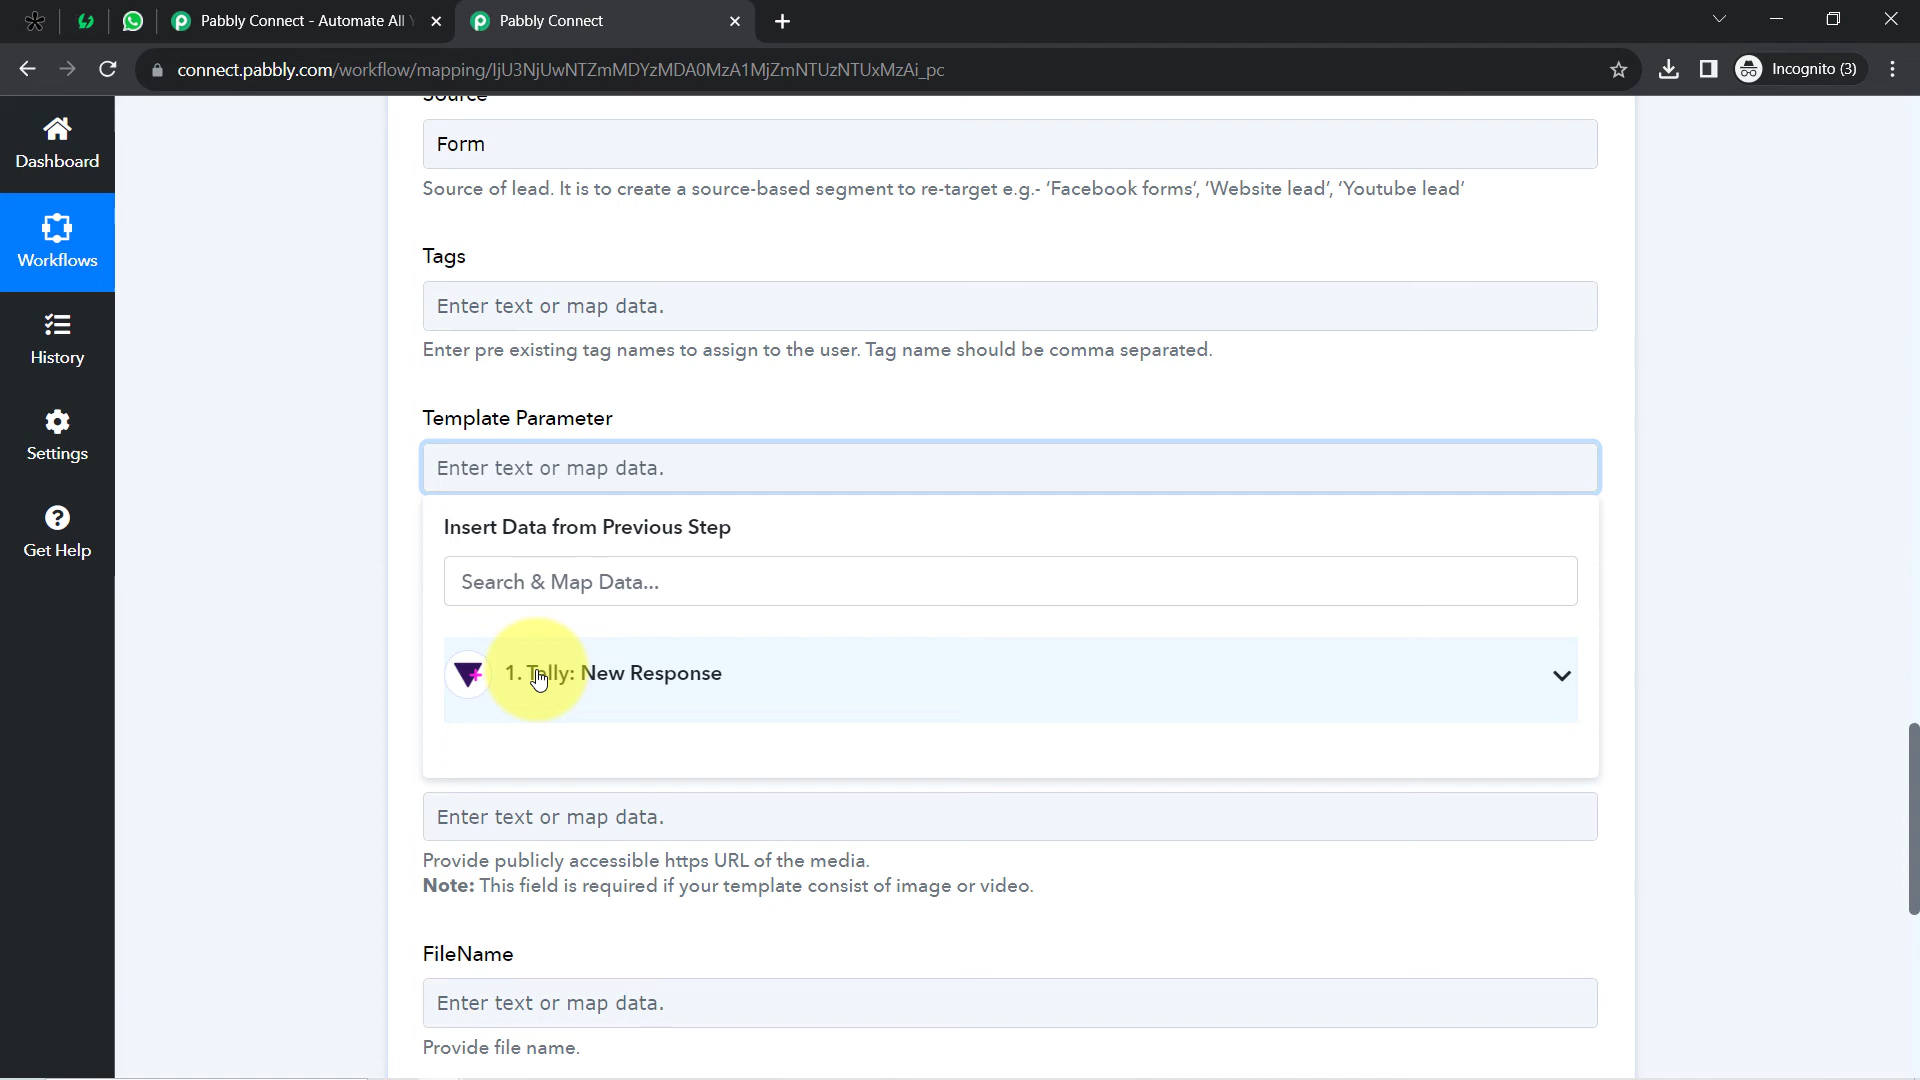 Pabbly Connect - Automate All
Pabbly Connect
connect.pabbly.com/workflow/mapping/IjU3NjUwNTZmMDYzMDA0MzA1MjZmNTUzNTUxMzAi_pc
Incognito (3)
Dashboard
Workflows
History
Settings
Get Help
Source
Form
Source of lead. It is to create a source-based segment to re-target e.g.- ‘Facebook forms’, ‘Website lead’, ‘Youtube lead’
Tags
Enter text or map data.
Enter pre existing tag names to assign to the user. Tag name should be comma separated.
Template Parameter
Enter text or map data.
Insert Data from Previous Step
Search & Map Data...
1. Tally: New Response
Enter text or map data.
Provide publicly accessible https URL of the media.
Note: This field is required if your template consist of image or video.
FileName
Enter text or map data.
Provide file name.